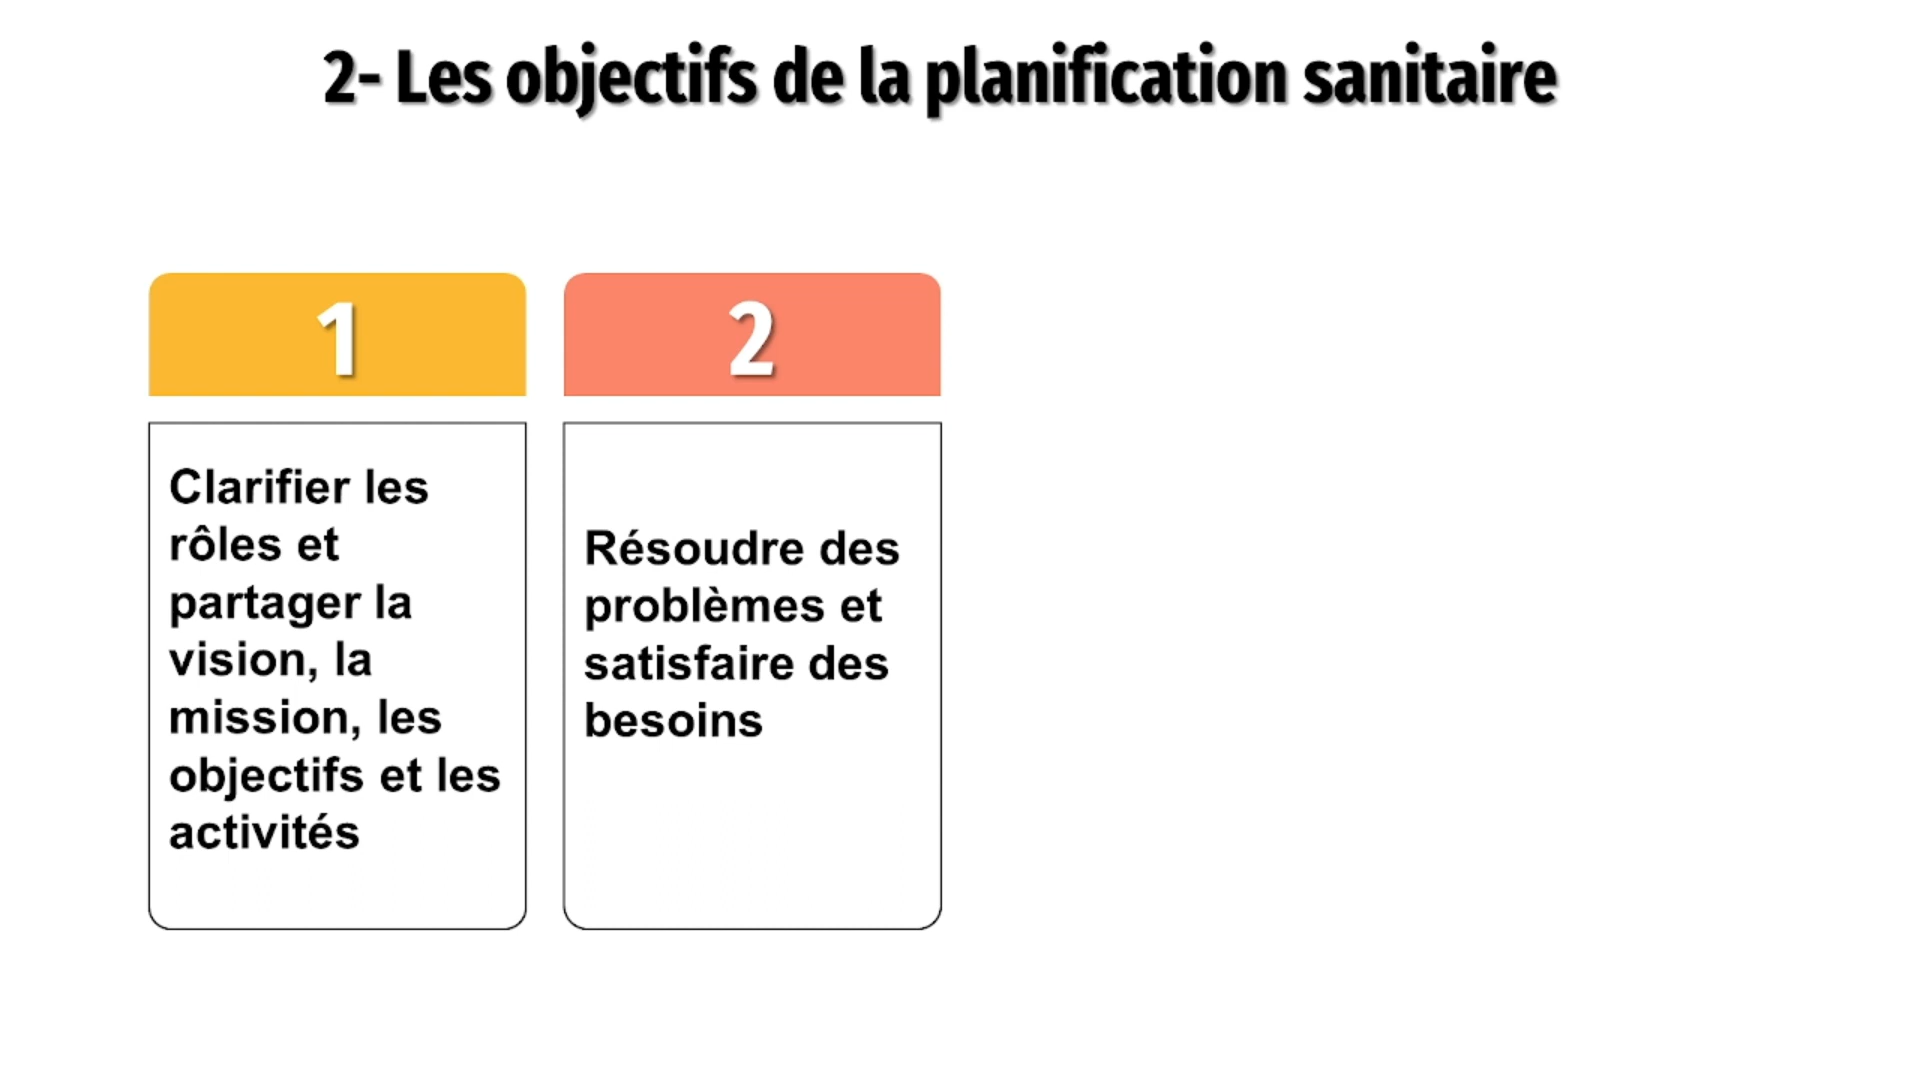 2- Les objectifs de la planification sanitaire
1
Clarifier les
rôles et
partager la
vision, la
mission, les
objectifs et les
activités
2
Résoudre des
problèmes et
satisfaire des
besoins